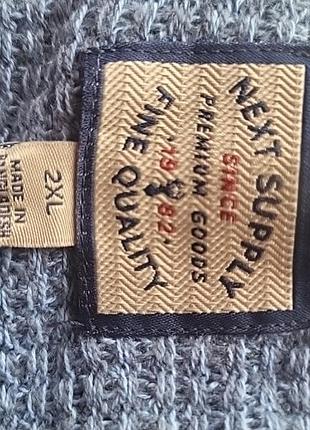 NEXT SUPPLY
SINCE
PREMIUM GOODS
'19 82'
FINE QUALITY
2XL
MADE IN